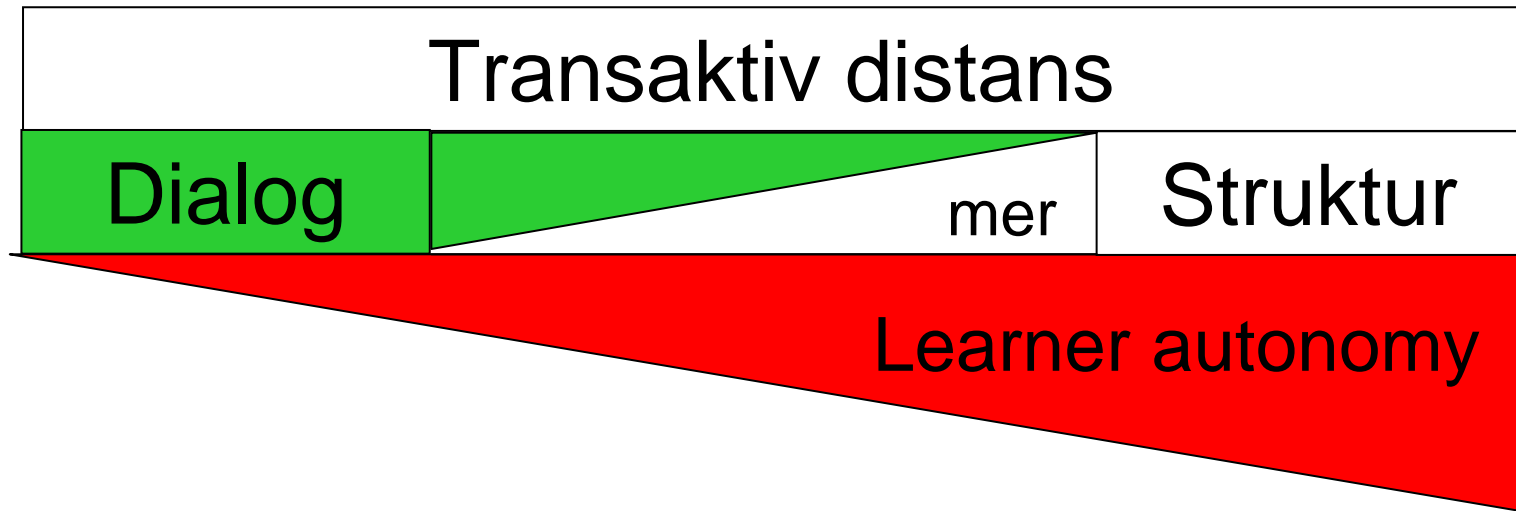 Transaktiv distans
Dialog
mer
Struktur
Learner autonomy